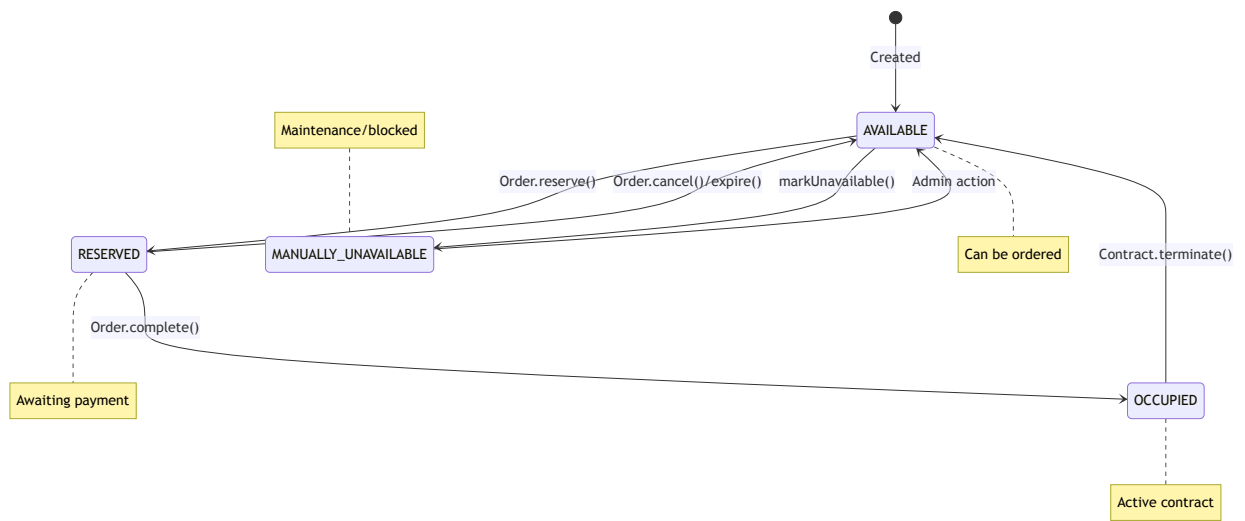 Created
Maintenance/blocked
AVAILABLE
Order.reserve()
Order.cancel()/expire()
markUnavailable()
Admin action
RESERVED
MANUALLY_UNAVAILABLE
Can be ordered
Contract.terminate()
Order.complete()
Awaiting payment
OCCUPIED
Active contract